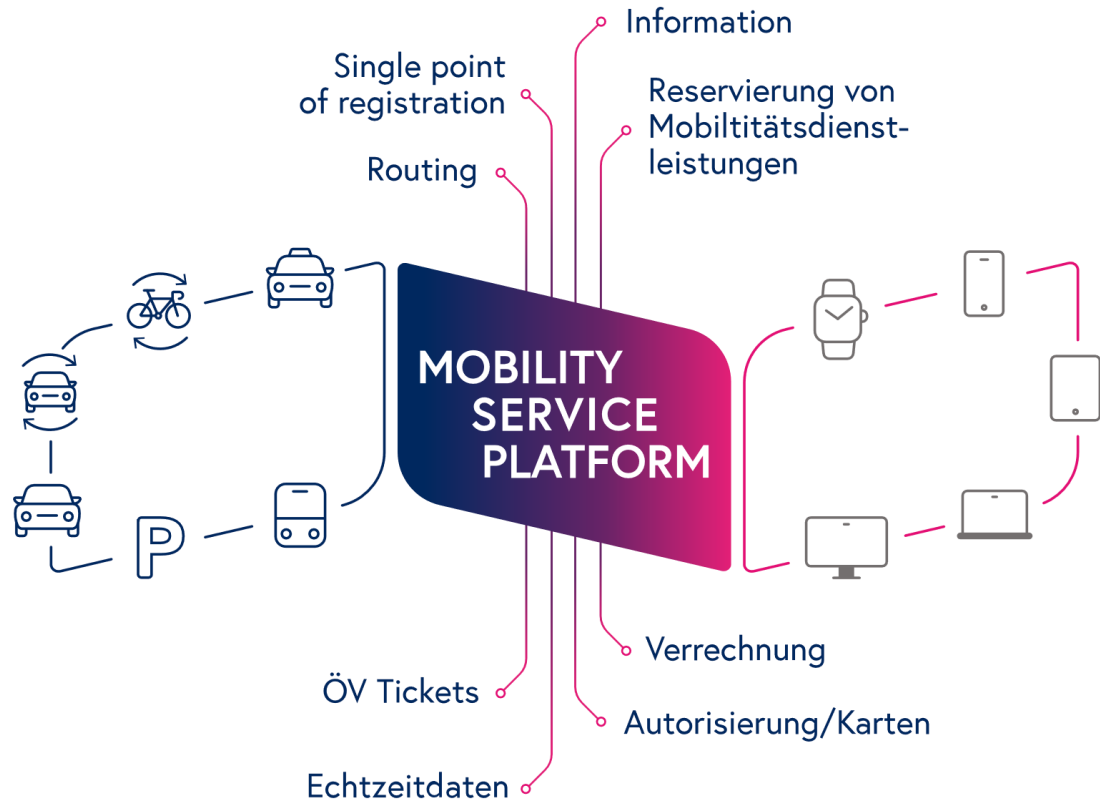 Information
Single point
of registration
Reservierung von
Mobiltitätsdienst-
leistungen
Routing
MOBILITY
SERVICE
PLATFORM
P
Verrechnung
ÖV Tickets
Autorisierung/Karten
Echtzeitdaten